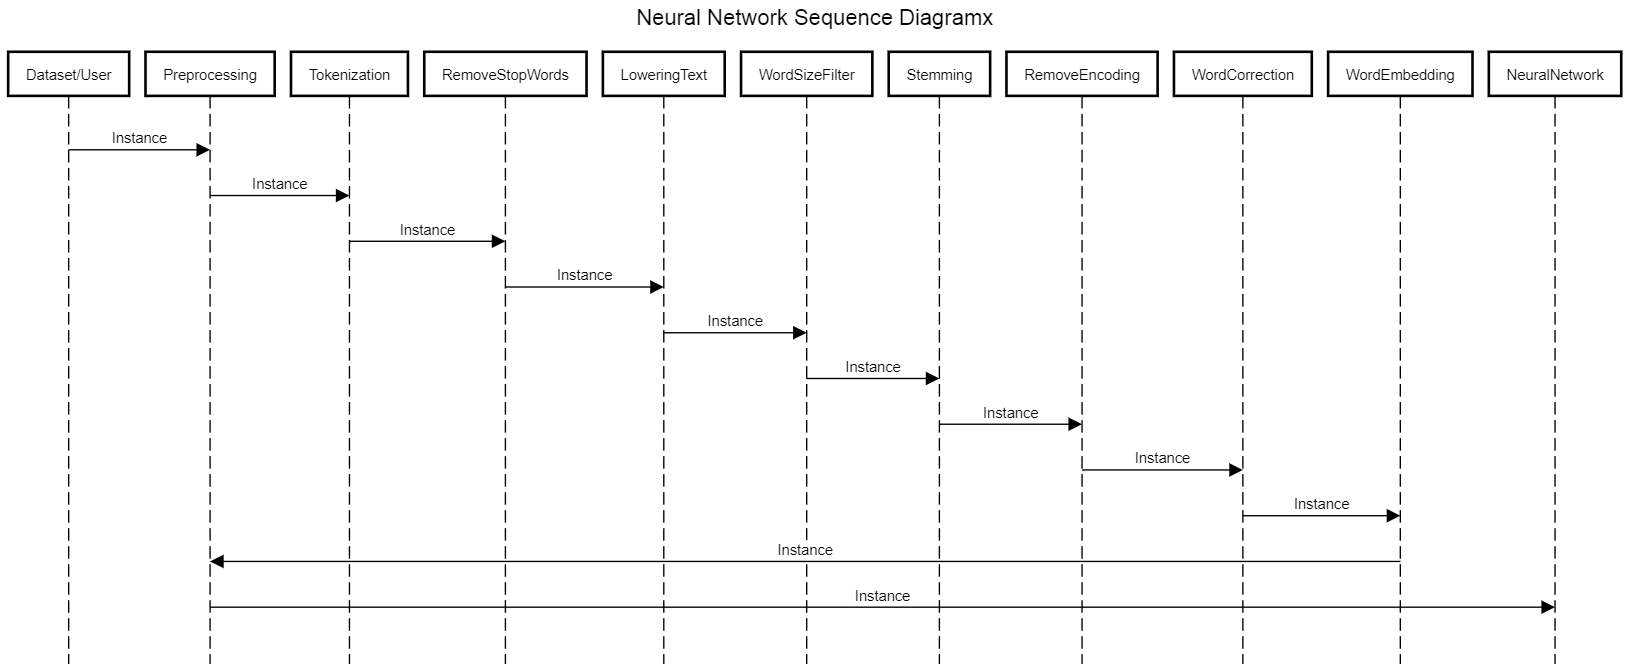 Neural Network Sequence Diagramx
Dataset/User
Preprocessing
Tokenization
RemoveStopWords
LoweringText
WordSizeFilter
Stemming
RemoveEncoding
WordCorrection
WordEmbedding
NeuralNetwork
Instance
Instance
Instance
Instance
Instance
Instance
Instance
Instance
Instance
Instance
Instance